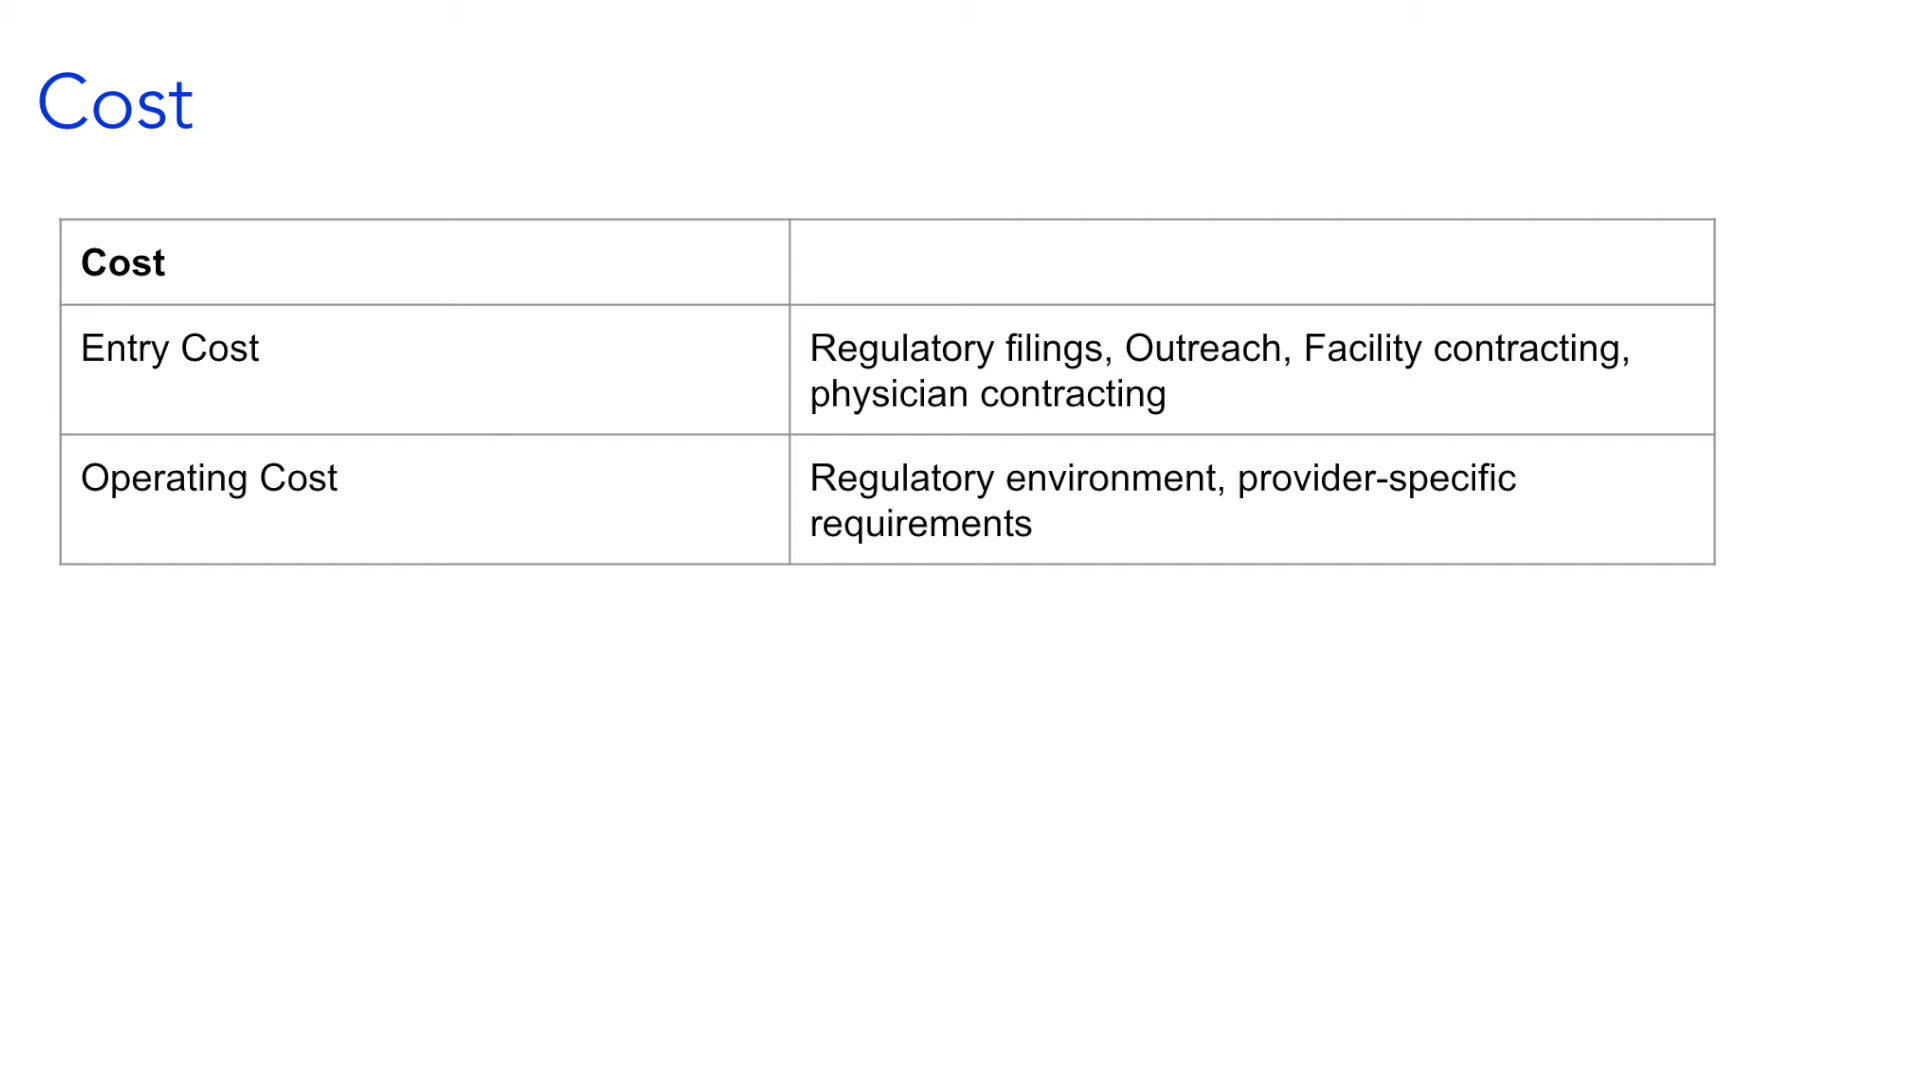 Cost
Cost
Entry Cost
Regulatory filings, Outreach, Facility contracting,
physician contracting
Operating Cost
Regulatory environment, provider-specific
requirements